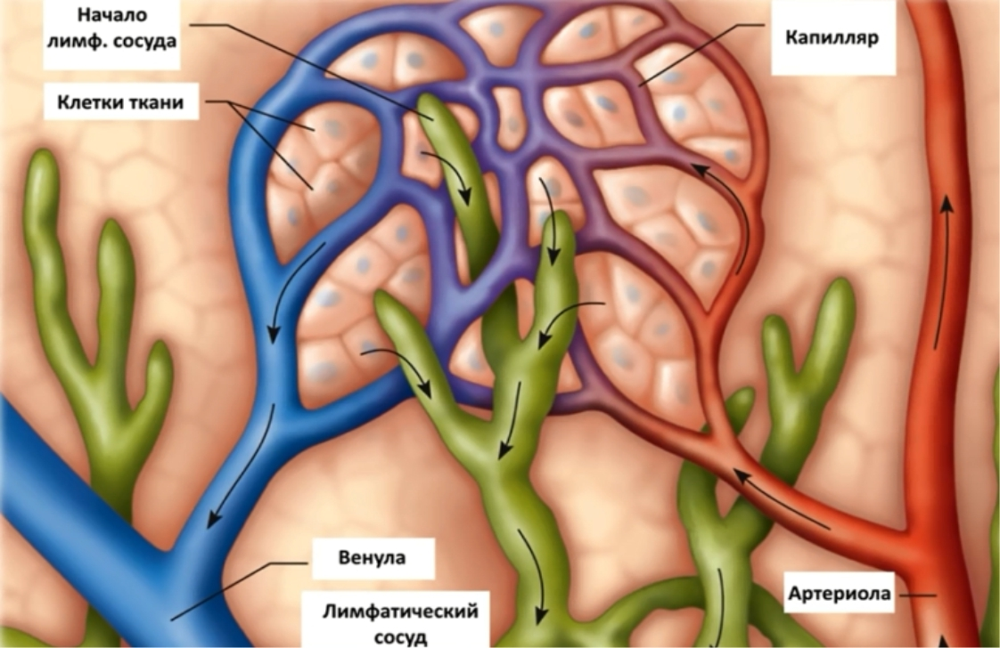 Начало
лимф. сосуда
Капилляр
Клетки ткани
Венула
Артериола
Лимфатический
сосуд